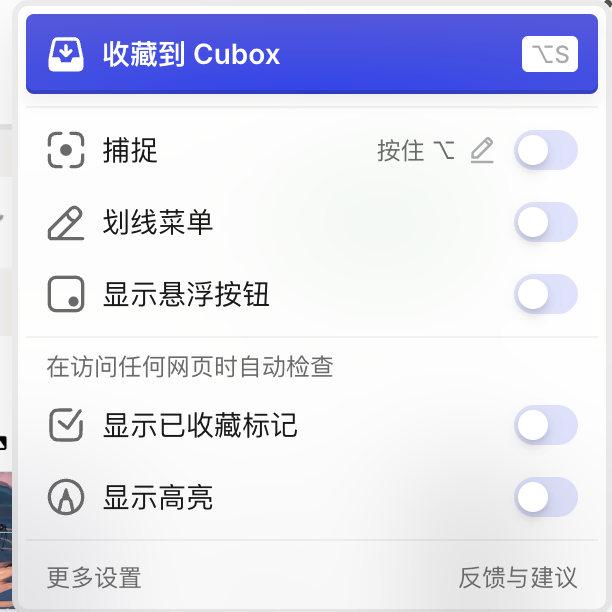 收藏到 Cubox ⌥S
捕捉 按住 ⌥
划线菜单
显示悬浮按钮
在访问任何网页时自动检查
显示已收藏标记
显示高亮
更多设置 反馈与建议